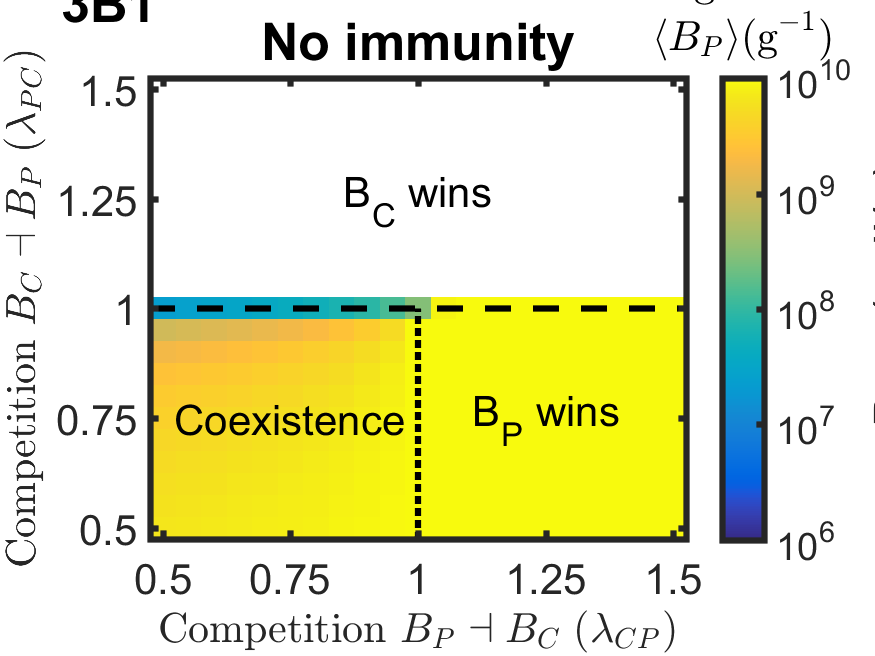 3B1
No immunity
⟨B_P⟩(g^−1)
Competition B_C ⊣ B_P (λ_PC)
1.5
1.25
1
0.75
0.5
B_C wins
Coexistence
B_P wins
0.5 0.75 1 1.25 1.5
Competition B_P ⊣ B_C (λ_CP)
10^10
10^9
10^8
10^7
10^6